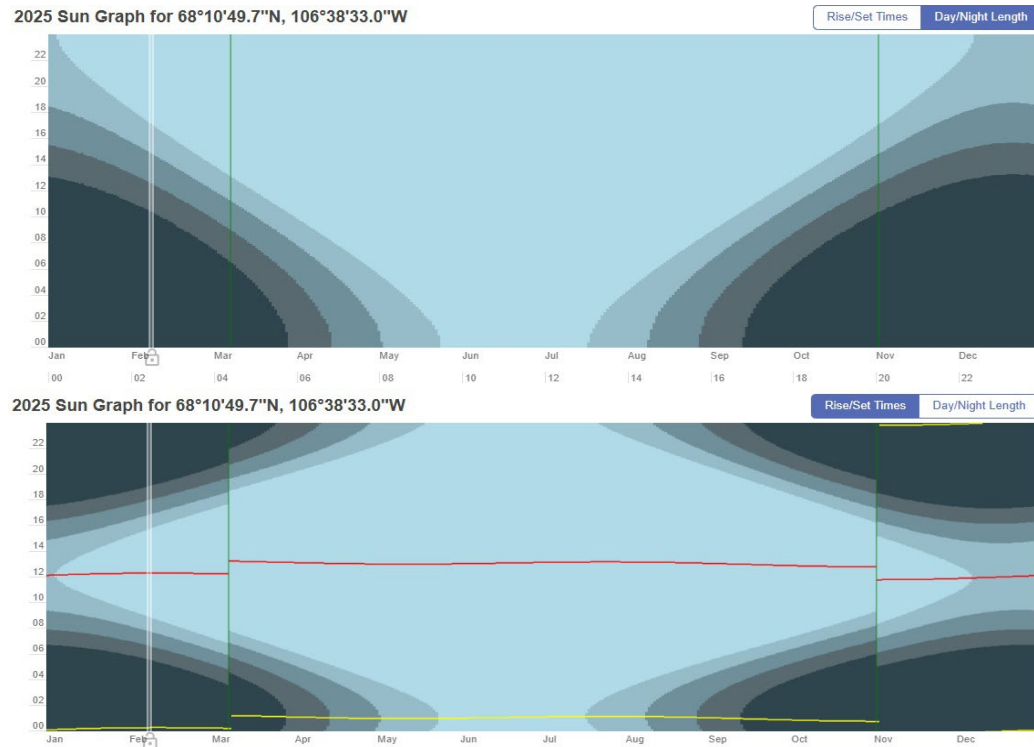 2025 Sun Graph for 68°10'49.7"N, 106°38'33.0"W
Rise/Set Times
Day/Night Length
22
20
18
16
14
12
10
08
06
04
02
00
Jan Feb Mar Apr May Jun Jul Aug Sep Oct Nov Dec
00 02 04 06 08 10 12 14 16 18 20 22
2025 Sun Graph for 68°10'49.7"N, 106°38'33.0"W
Rise/Set Times
Day/Night Length
22
20
18
16
14
12
10
08
06
04
02
00
Jan Feb Mar Apr May Jun Jul Aug Sep Oct Nov Dec